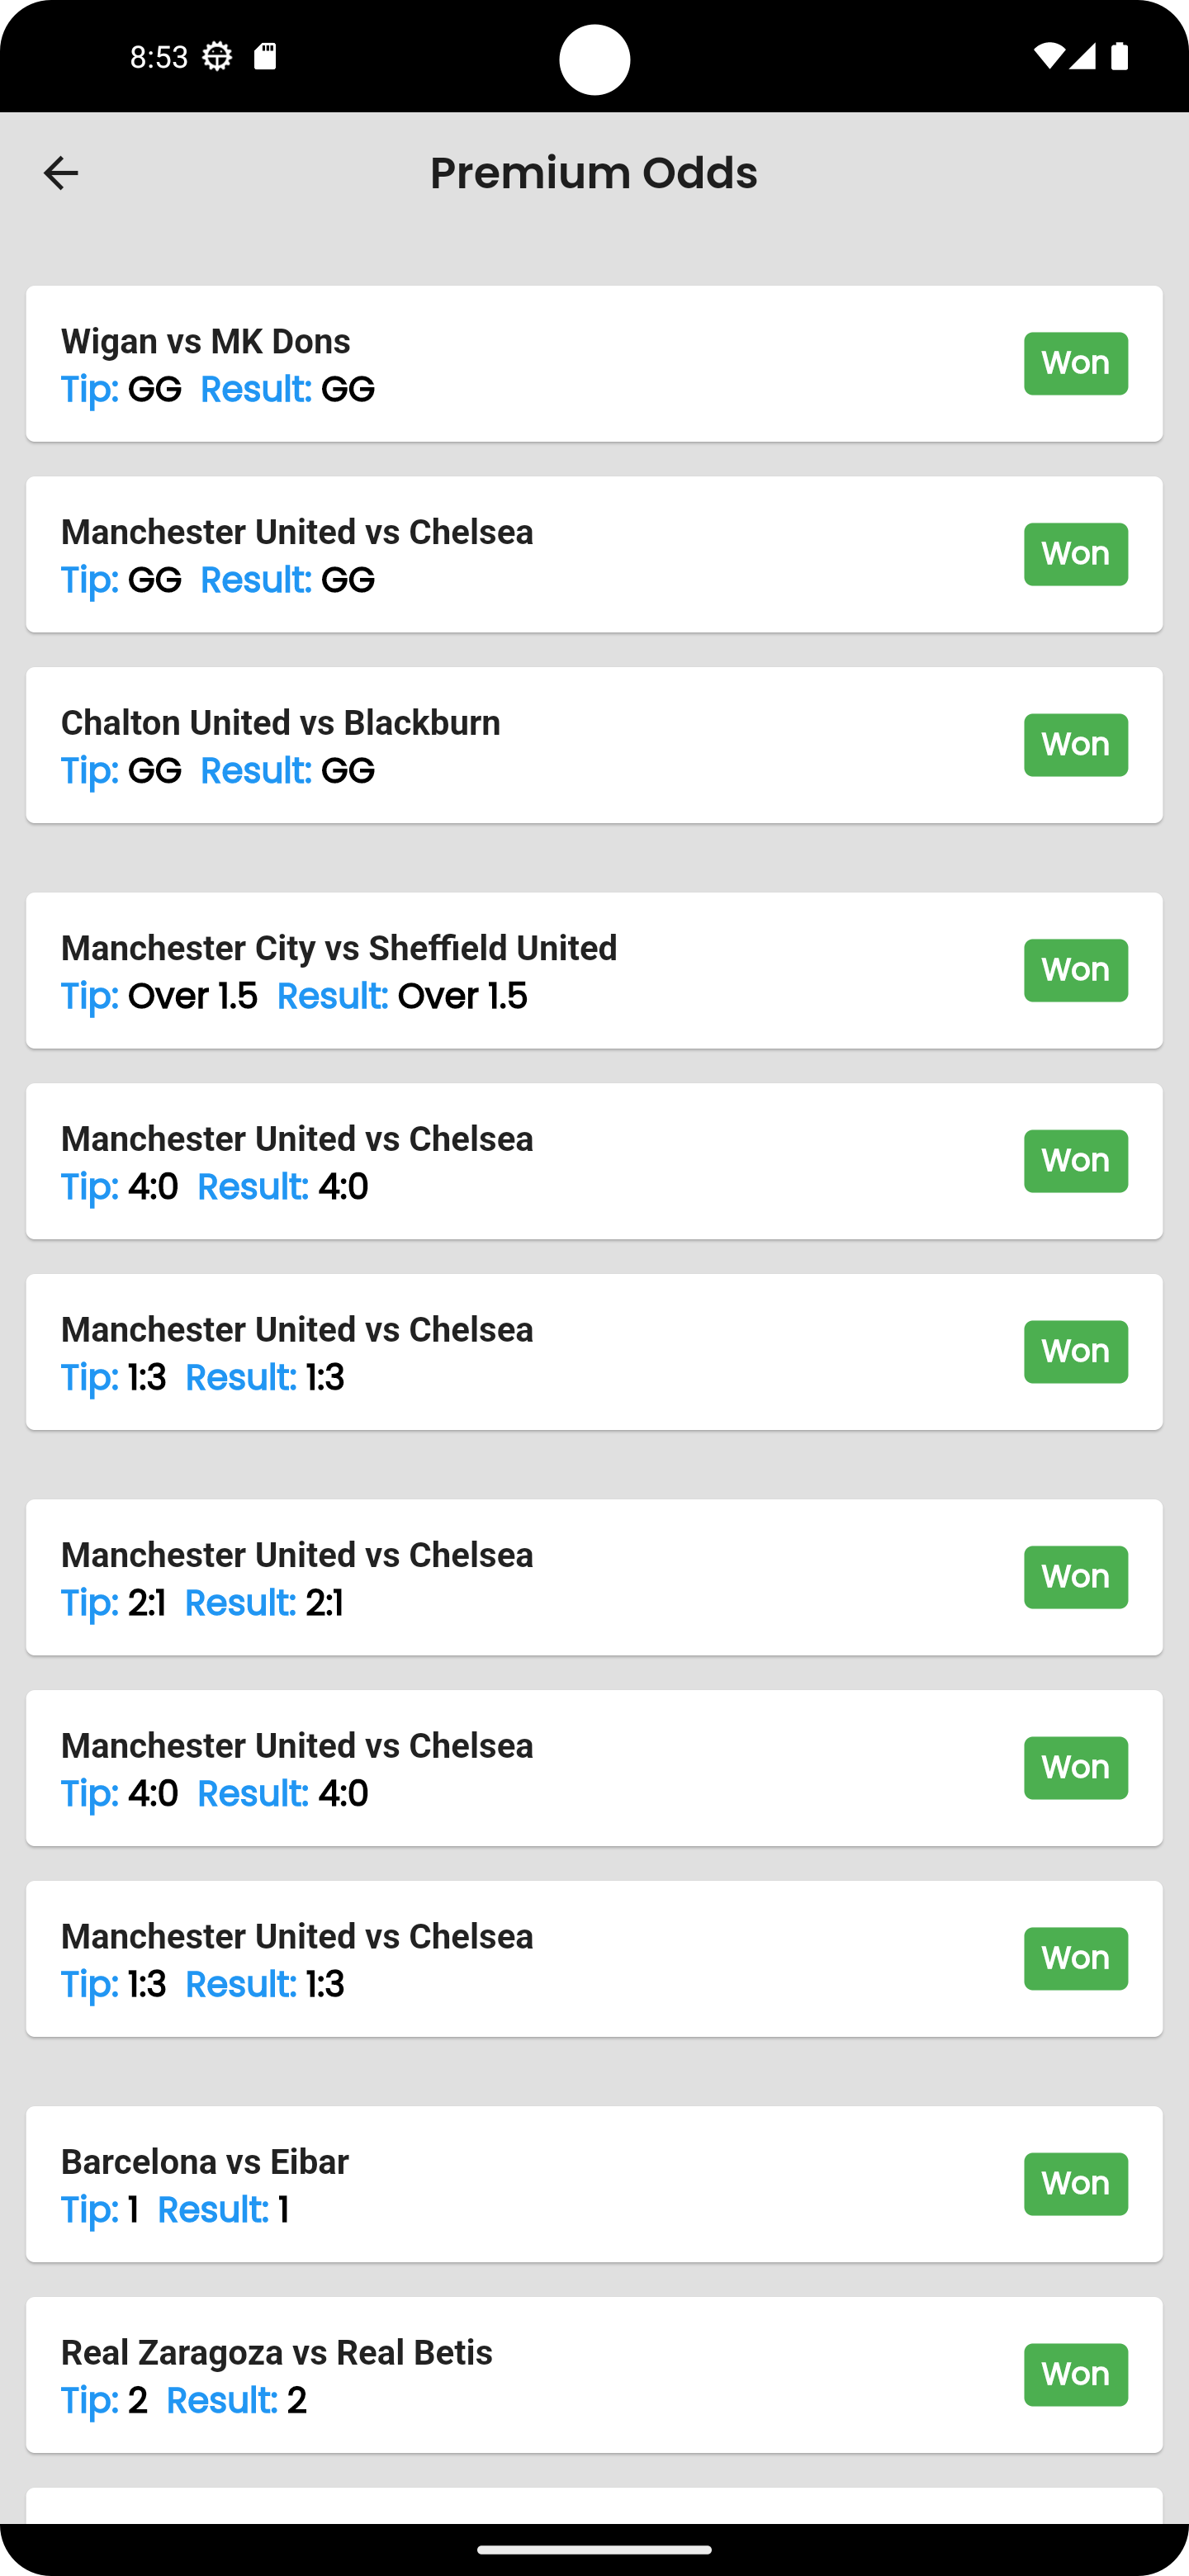 8:53
Premium Odds
Wigan vs MK Dons
Tip: GG Result: GG
Won
Manchester United vs Chelsea
Tip: GG Result: GG
Won
Chalton United vs Blackburn
Tip: GG Result: GG
Won
Manchester City vs Sheffield United
Tip: Over 1.5 Result: Over 1.5
Won
Manchester United vs Chelsea
Tip: 4:0 Result: 4:0
Won
Manchester United vs Chelsea
Tip: 1:3 Result: 1:3
Won
Manchester United vs Chelsea
Tip: 2:1 Result: 2:1
Won
Manchester United vs Chelsea
Tip: 4:0 Result: 4:0
Won
Manchester United vs Chelsea
Tip: 1:3 Result: 1:3
Won
Barcelona vs Eibar
Tip: 1 Result: 1
Won
Real Zaragoza vs Real Betis
Tip: 2 Result: 2
Won